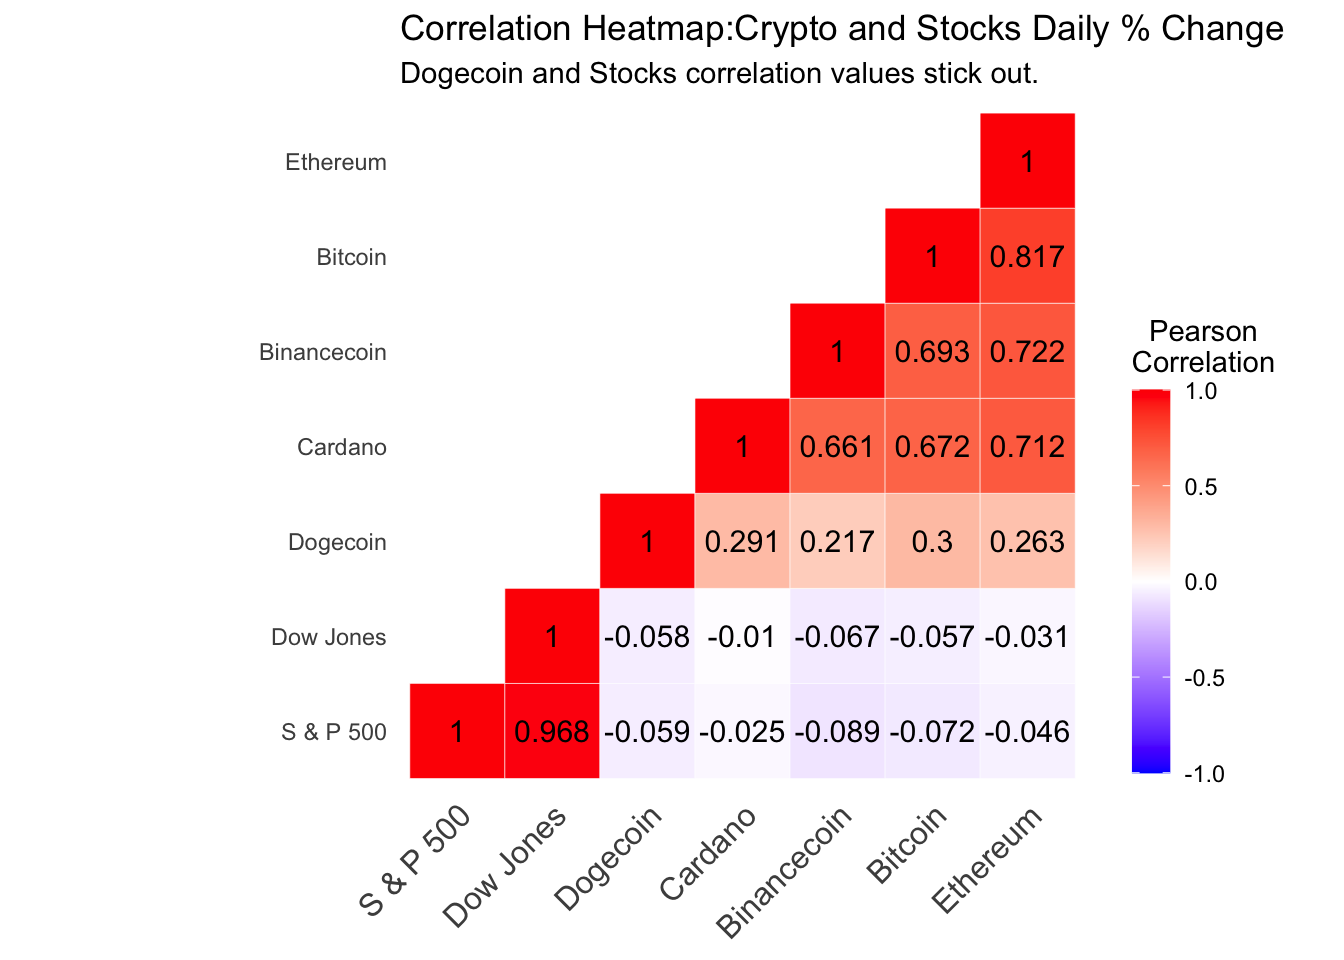 Correlation Heatmap:Crypto and Stocks Daily % Change
Dogecoin and Stocks correlation values stick out.
Ethereum
1
Bitcoin
1 0.817
Binancecoin
1 0.693 0.722
Cardano
1 0.661 0.672 0.712
Dogecoin
1 0.291 0.217 0.3 0.263
Dow Jones
1 -0.058 -0.01 -0.067 -0.057 -0.031
S & P 500
1 0.968 -0.059 -0.025 -0.089 -0.072 -0.046
S & P 500
Dow Jones
Dogecoin
Cardano
Binancecoin
Bitcoin
Ethereum
Pearson
Correlation
1.0
0.5
0.0
-0.5
-1.0